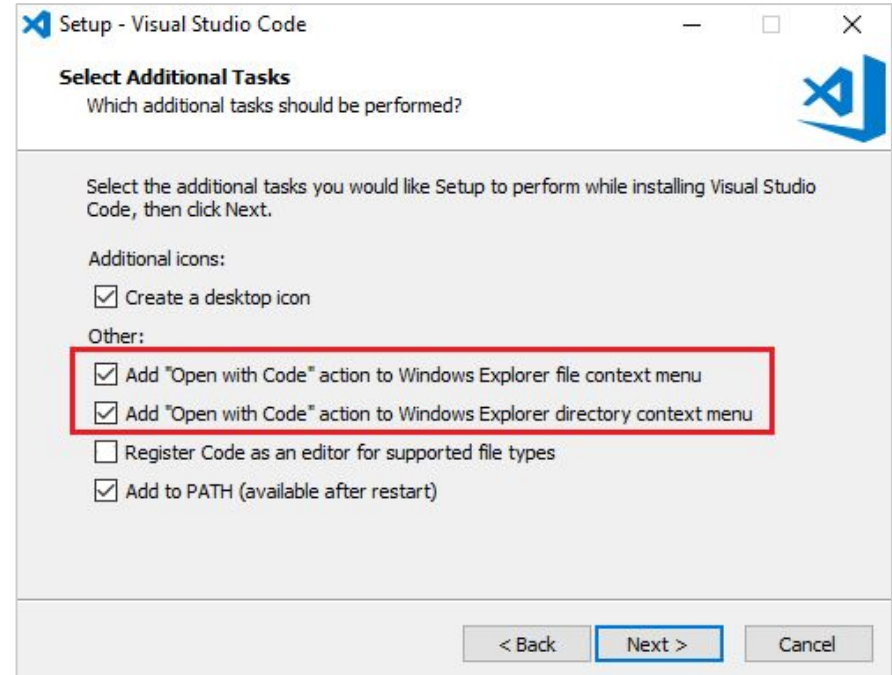 Setup - Visual Studio Code
Select Additional Tasks
Which additional tasks should be performed?
Select the additional tasks you would like Setup to perform while installing Visual Studio
Code, then click Next.
Additional icons:
Create a desktop icon
Other:
Add "Open with Code" action to Windows Explorer file context menu
Add "Open with Code" action to Windows Explorer directory context menu
Register Code as an editor for supported file types
Add to PATH (available after restart)
< Back
Next >
Cancel